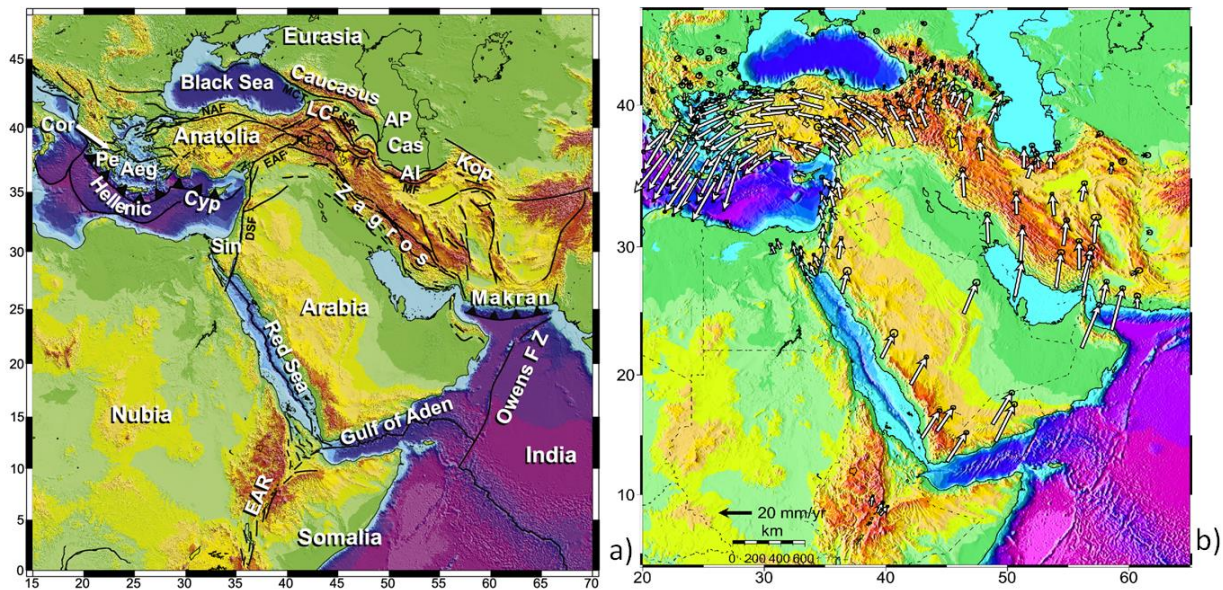 Eurasia
45
Black Sea
Caucasus
MC
LC
AP
NAF
40
Cor
Anatolia
Cas
Pe
Aeg
EAF
Al
Kop
MF
35
Hellenic
Cyp
Zagros
DSF
30
Sin
25
Arabia
Makran
Red Sea
20
Owens F Z
15
Nubia
Gulf of Aden
India
10
EAR
5
Somalia
0
15 20 25 30 35 40 45 50 55 60 65 70
a)
40
30
20
10
20 mm/yr
km
0 200 400 600
20 30 40 50 60
b)